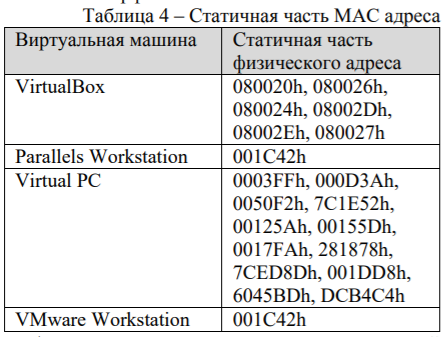 Таблица 4 – Статичная часть MAC адреса
Виртуальная машина
Статичная часть
физического адреса
VirtualBox
080020h, 080026h,
080024h, 08002Dh,
08002Eh, 080027h
Parallels Workstation
001C42h
Virtual PC
0003FFh, 000D3Ah,
0050F2h, 7C1E52h,
00125Ah, 00155Dh,
0017FAh, 281878h,
7CED8Dh, 001DD8h,
6045BDh, DCB4C4h
VMware Workstation
001C42h